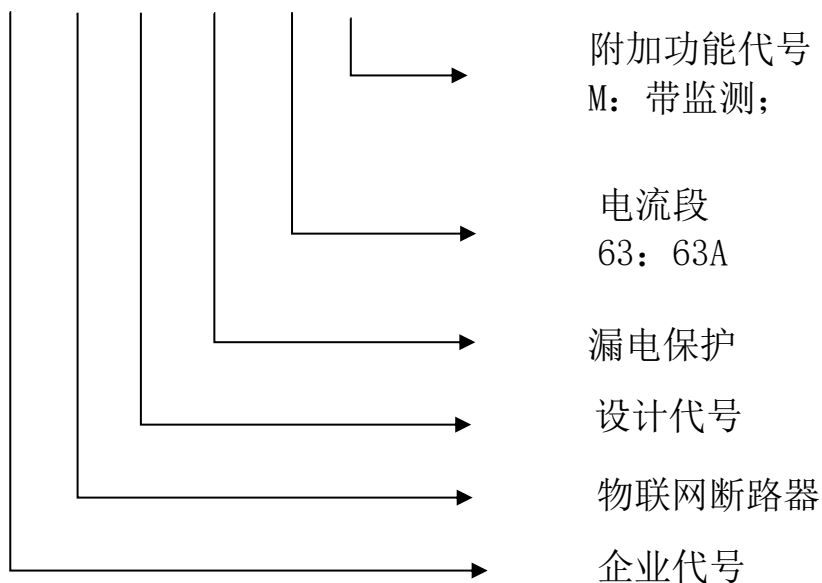 附加功能代号
M：带监测；
电流段
63：63A
漏电保护
设计代号
物联网断路器
企业代号